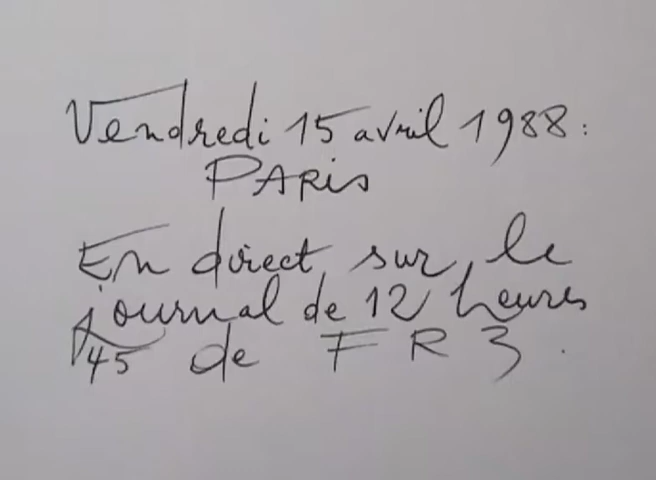 Vendredi 15 avril 1988 :
PARis
En direct sur le
journal de 12 heures
45 de FR3.